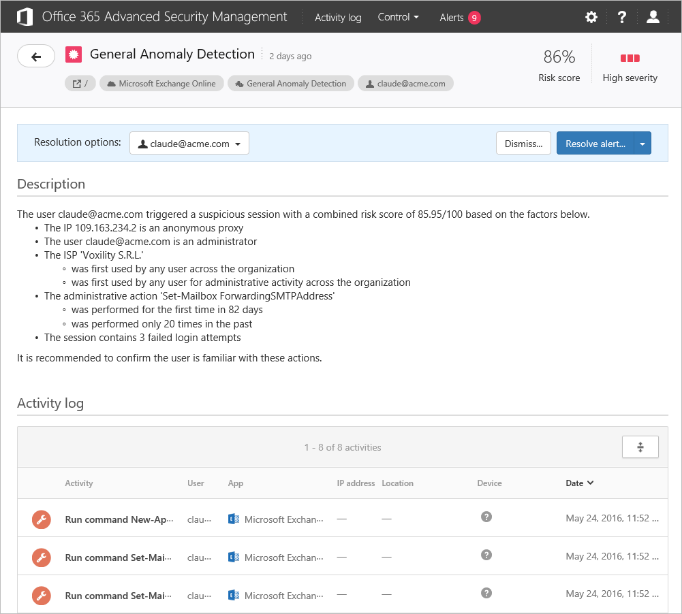 Office 365 Advanced Security Management
Activity log
Control
Alerts 9
?
General Anomaly Detection
2 days ago
/
Microsoft Exchange Online
General Anomaly Detection
claude@acme.com
86%
Risk score
High severity
Resolution options:
claude@acme.com
Dismiss...
Resolve alert...
Description
The user claude@acme.com triggered a suspicious session with a combined risk score of 85.95/100 based on the factors below.
• The IP 109.163.234.2 is an anonymous proxy
• The user claude@acme.com is an administrator
• The ISP 'Voxility S.R.L.'
◦ was first used by any user across the organization
◦ was first used by any user for administrative activity across the organization
• The administrative action 'Set-Mailbox ForwardingSMTPAddress'
◦ was performed for the first time in 82 days
◦ was performed only 20 times in the past
• The session contains 3 failed login attempts
It is recommended to confirm the user is familiar with these actions.
Activity log
1 - 8 of 8 activities
Activity User App IP address Location Device Date
Run command New-Ap... clau... Microsoft Exchan... — — ? May 24, 2016, 11:52 ...
Run command Set-Mai... clau... Microsoft Exchan... — — ? May 24, 2016, 11:52 ...
Run command Set-Mai... clau... Microsoft Exchan... — — ? May 24, 2016, 11:52 ...